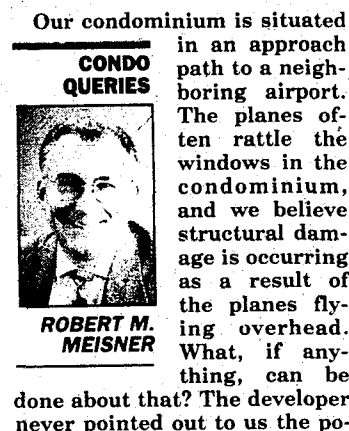 Our condominium is situated
in an approach
path to a neigh-
boring airport.
The planes of-
ten rattle the
windows in the
condominium,
and we believe
structural dam-
age is occurring
as a result of
the planes fly-
ing overhead.
What, if any-
thing, can be
done about that? The developer
never pointed out to us the po-
CONDO
QUERIES
ROBERT M.
MEISNER